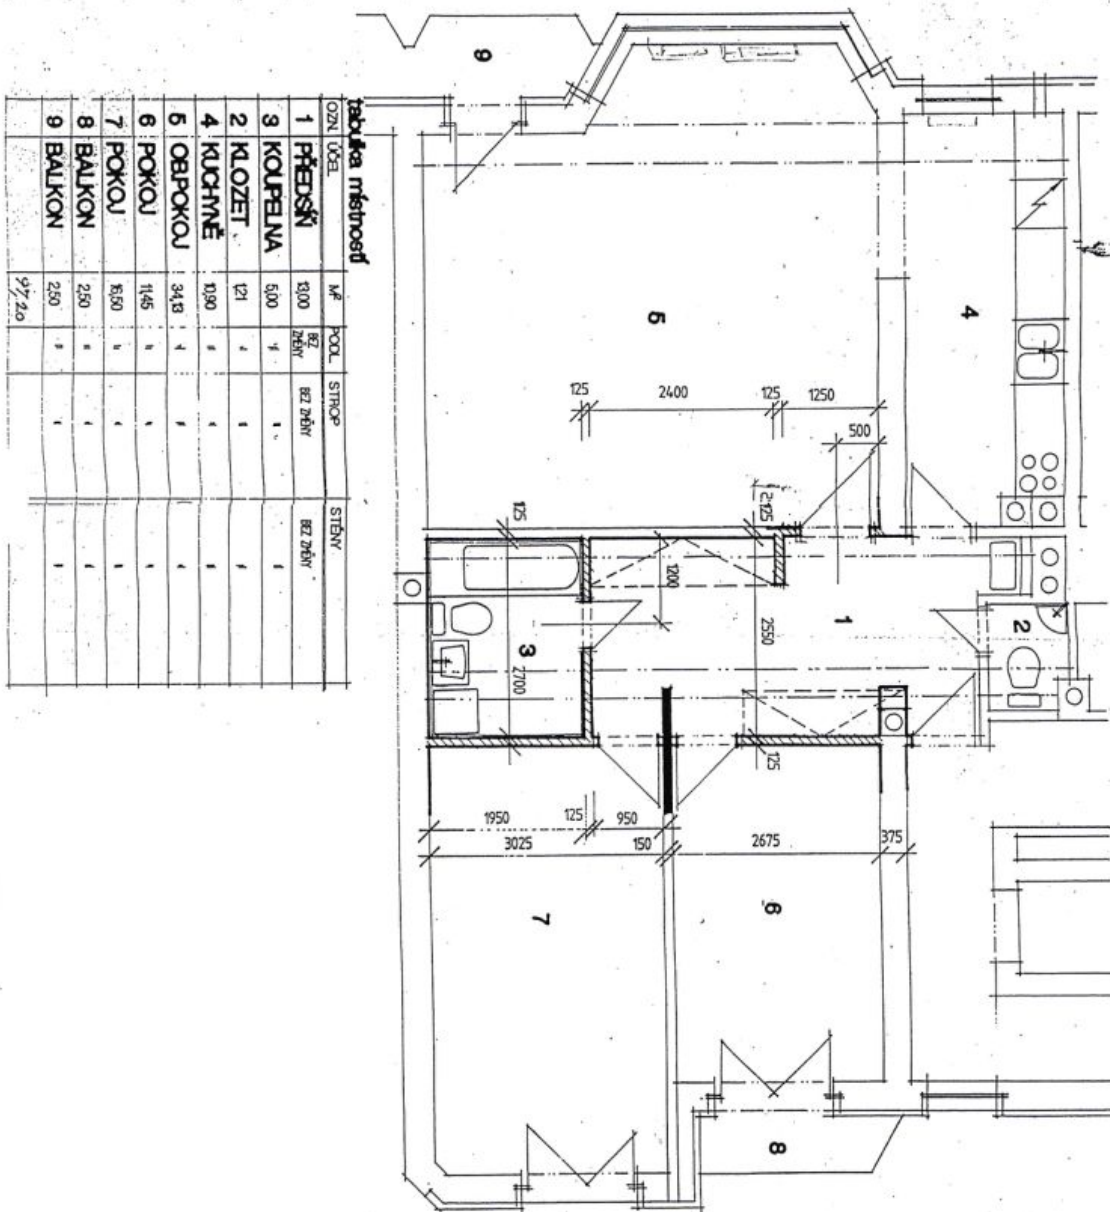 tabulka místností
OZN. ÚČEL M² PODL. STROP STĚNY
1 PŘEDSÍŇ 13,00 BEZ ZMĚNY BEZ ZMĚNY BEZ ZMĚNY
3 KOUPELNA 5,00 " " "
2 KLOZET 1,21 " " "
4 KUCHYNĚ 10,90 " " "
5 OB.POKOJ 34,13 " " "
6 POKOJ 11,45 " " "
7 POKOJ 16,50 " " "
8 BALKON 2,50 "
9 BALKON 2,50 "
97,20
9
5
4
125
2400
125
1250
500
125
2125
1200
2550
1
2
3
2700
125
1950
125
950
3025
150
2675
375
7
6
8